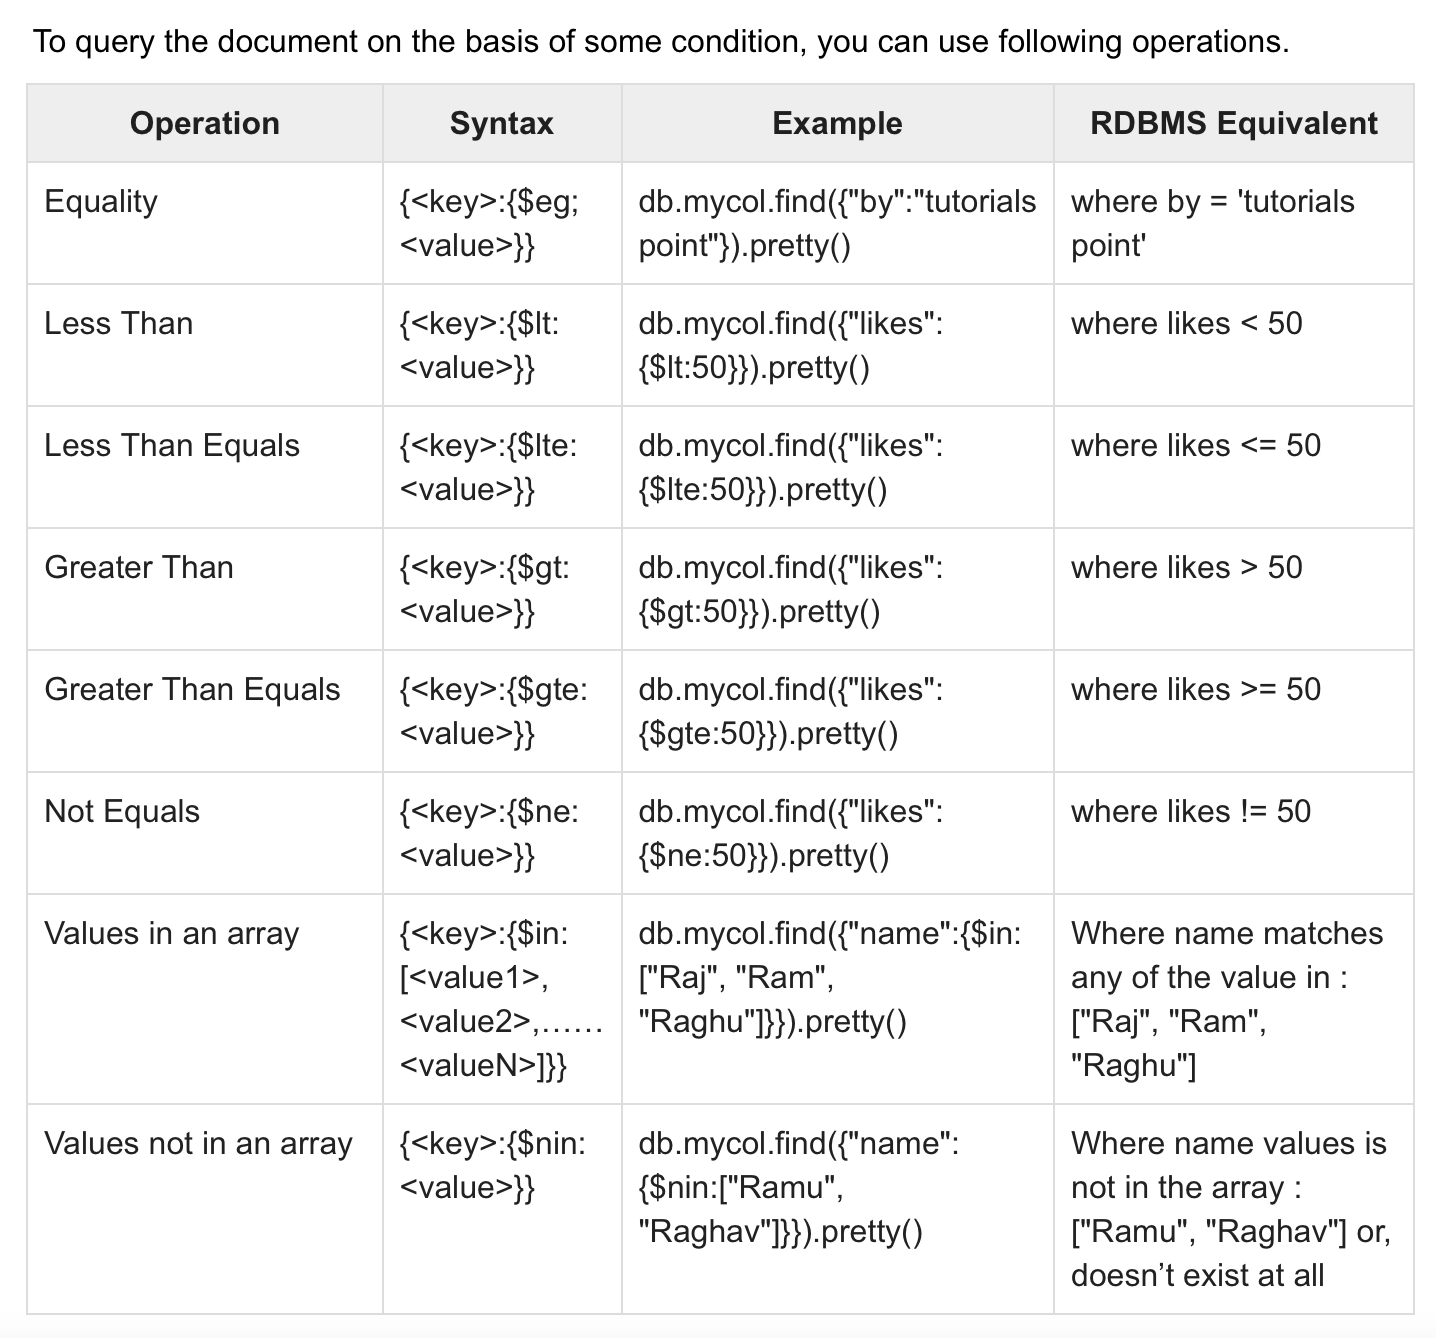 To query the document on the basis of some condition, you can use following operations.
Operation
Syntax
Example
RDBMS Equivalent
Equality
{<key>:{$eg;
<value>}}
db.mycol.find({"by":"tutorials
point"}).pretty()
where by = 'tutorials
point'
Less Than
{<key>:{$lt:
<value>}}
db.mycol.find({"likes":
{$lt:50}}).pretty()
where likes < 50
Less Than Equals
{<key>:{$lte:
<value>}}
db.mycol.find({"likes":
{$lte:50}}).pretty()
where likes <= 50
Greater Than
{<key>:{$gt:
<value>}}
db.mycol.find({"likes":
{$gt:50}}).pretty()
where likes > 50
Greater Than Equals
{<key>:{$gte:
<value>}}
db.mycol.find({"likes":
{$gte:50}}).pretty()
where likes >= 50
Not Equals
{<key>:{$ne:
<value>}}
db.mycol.find({"likes":
{$ne:50}}).pretty()
where likes != 50
Values in an array
{<key>:{$in:
[<value1>,
<value2>,……
<valueN>]}}
db.mycol.find({"name":{$in:
["Raj", "Ram",
"Raghu"]}}).pretty()
Where name matches
any of the value in :
["Raj", "Ram",
"Raghu"]
Values not in an array
{<key>:{$nin:
<value>}}
db.mycol.find({"name":
{$nin:["Ramu",
"Raghav"]}}).pretty()
Where name values is
not in the array :
["Ramu", "Raghav"] or,
doesn’t exist at all